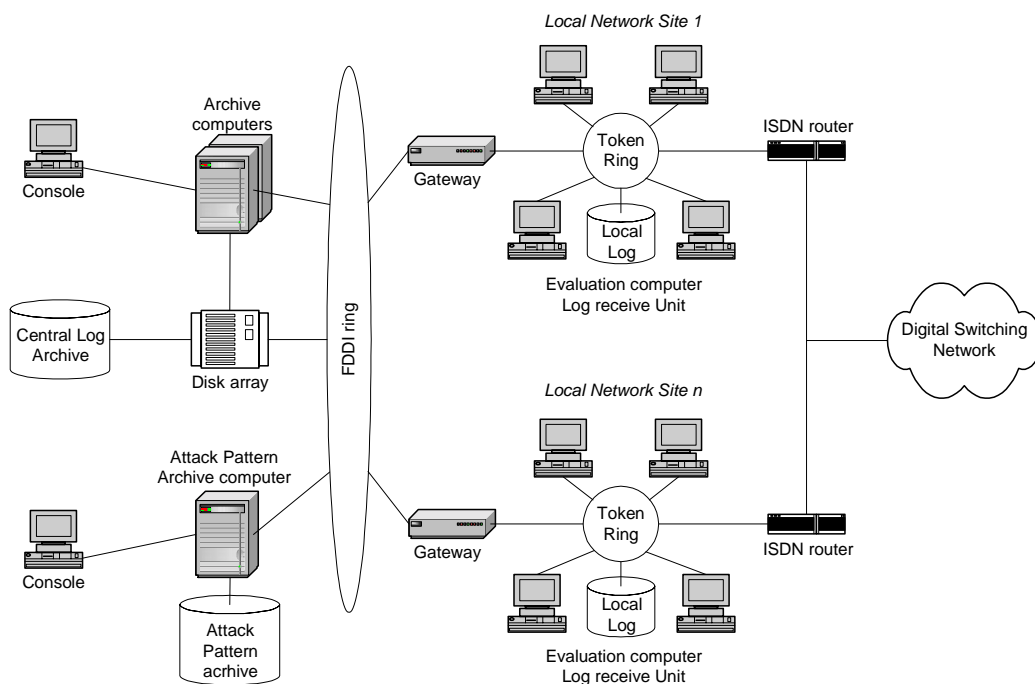 Local Network Site 1
Archive
computers
Console
Gateway
Token
Ring
ISDN router
Local
Log
Evaluation computer
Log receive Unit
Central Log
Archive
Disk array
FDDI ring
Digital Switching
Network
Local Network Site n
Attack Pattern
Archive computer
Console
Gateway
Token
Ring
ISDN router
Local
Log
Evaluation computer
Log receive Unit
Attack
Pattern
acrhive